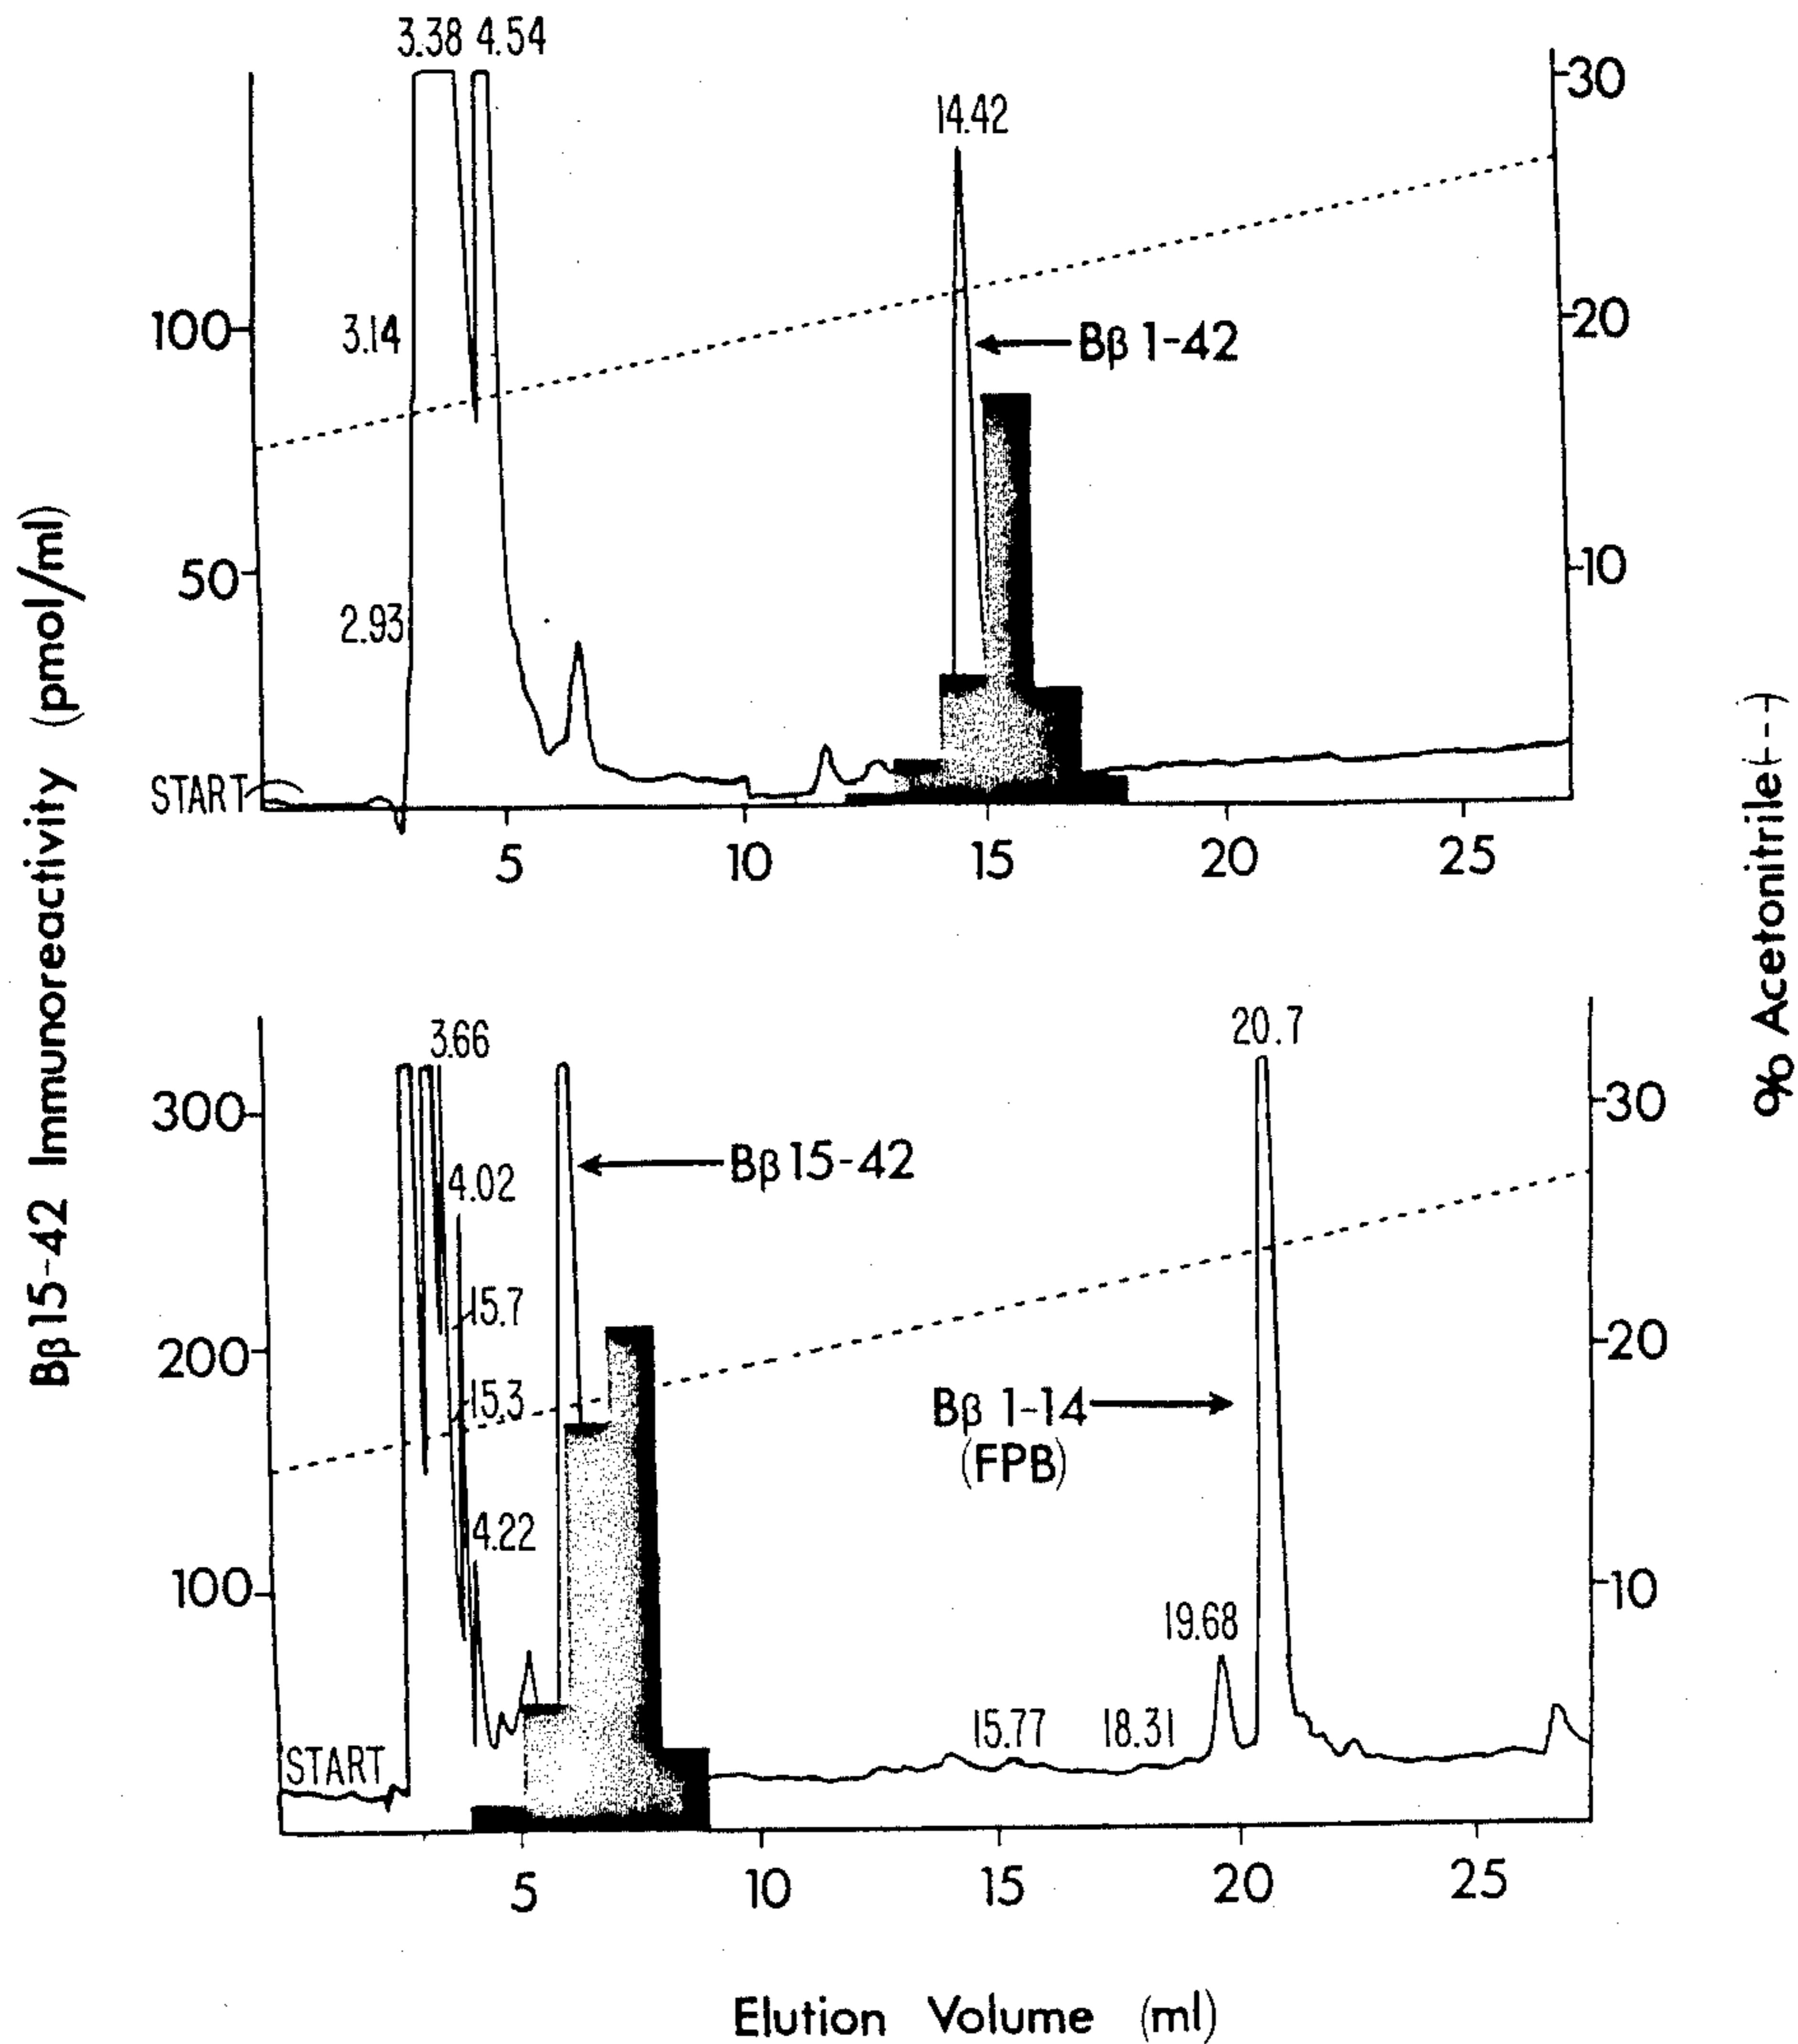 3.38 4.54
30
14.42
100
3.14
20
Bβ 1-42
50
10
2.93
START
5 10 15 20 25
Bβ15-42 Immunoreactivity (pmol/ml)
% Acetonitrile(---)
3.66
20.7
300
30
Bβ 15-42
4.02
15.7
200
20
15.3
Bβ 1-14
(FPB)
4.22
100
10
19.68
15.77 18.31
START
5 10 15 20 25
Elution Volume (ml)